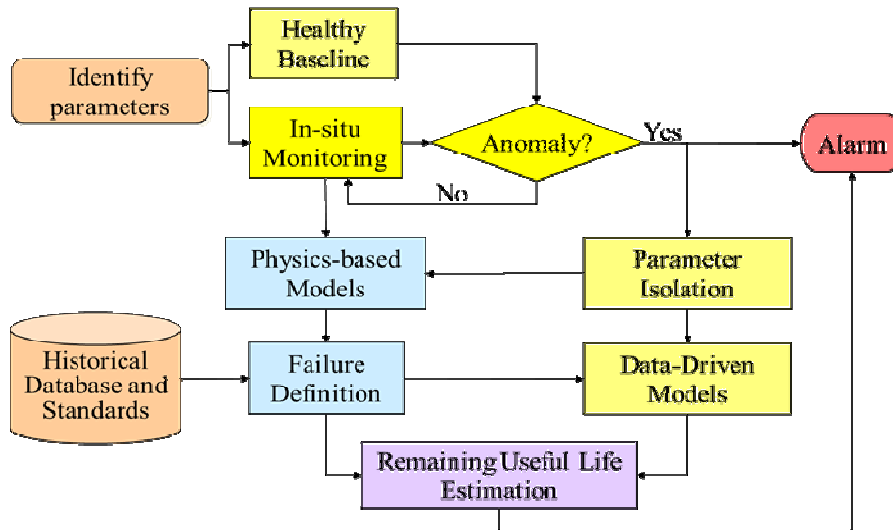 Healthy
Baseline
Identify
parameters
In-situ
Monitoring
Anomaly?
Yes
Alarm
No
Physics-based
Models
Parameter
Isolation
Historical
Database and
Standards
Failure
Definition
Data-Driven
Models
Remaining Useful Life
Estimation